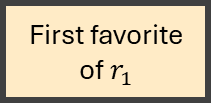 First favorite
of r₁